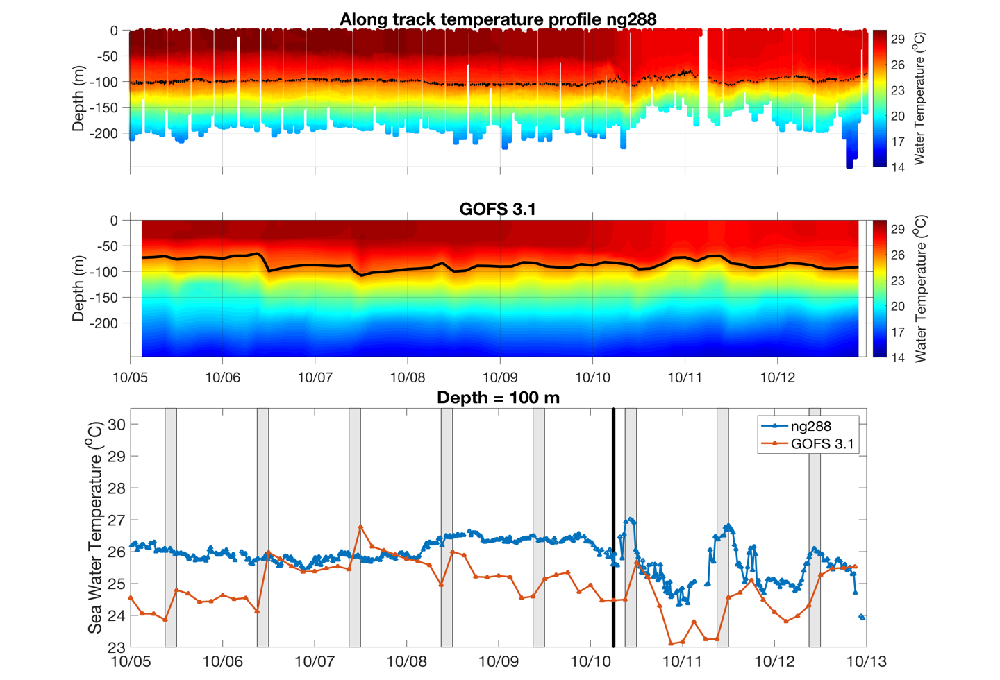 Along track temperature profile ng288
0
-50
-100
-150
-200
Depth (m)
29
26
23
20
17
14
Water Temperature (°C)
GOFS 3.1
0
-50
-100
-150
-200
Depth (m)
10/05 10/06 10/07 10/08 10/09 10/10 10/11 10/12
29
26
23
20
17
14
Water Temperature (°C)
Depth = 100 m
30
29
28
27
26
25
24
23
Sea Water Temperature (°C)
ng288
GOFS 3.1
10/05 10/06 10/07 10/08 10/09 10/10 10/11 10/12 10/13